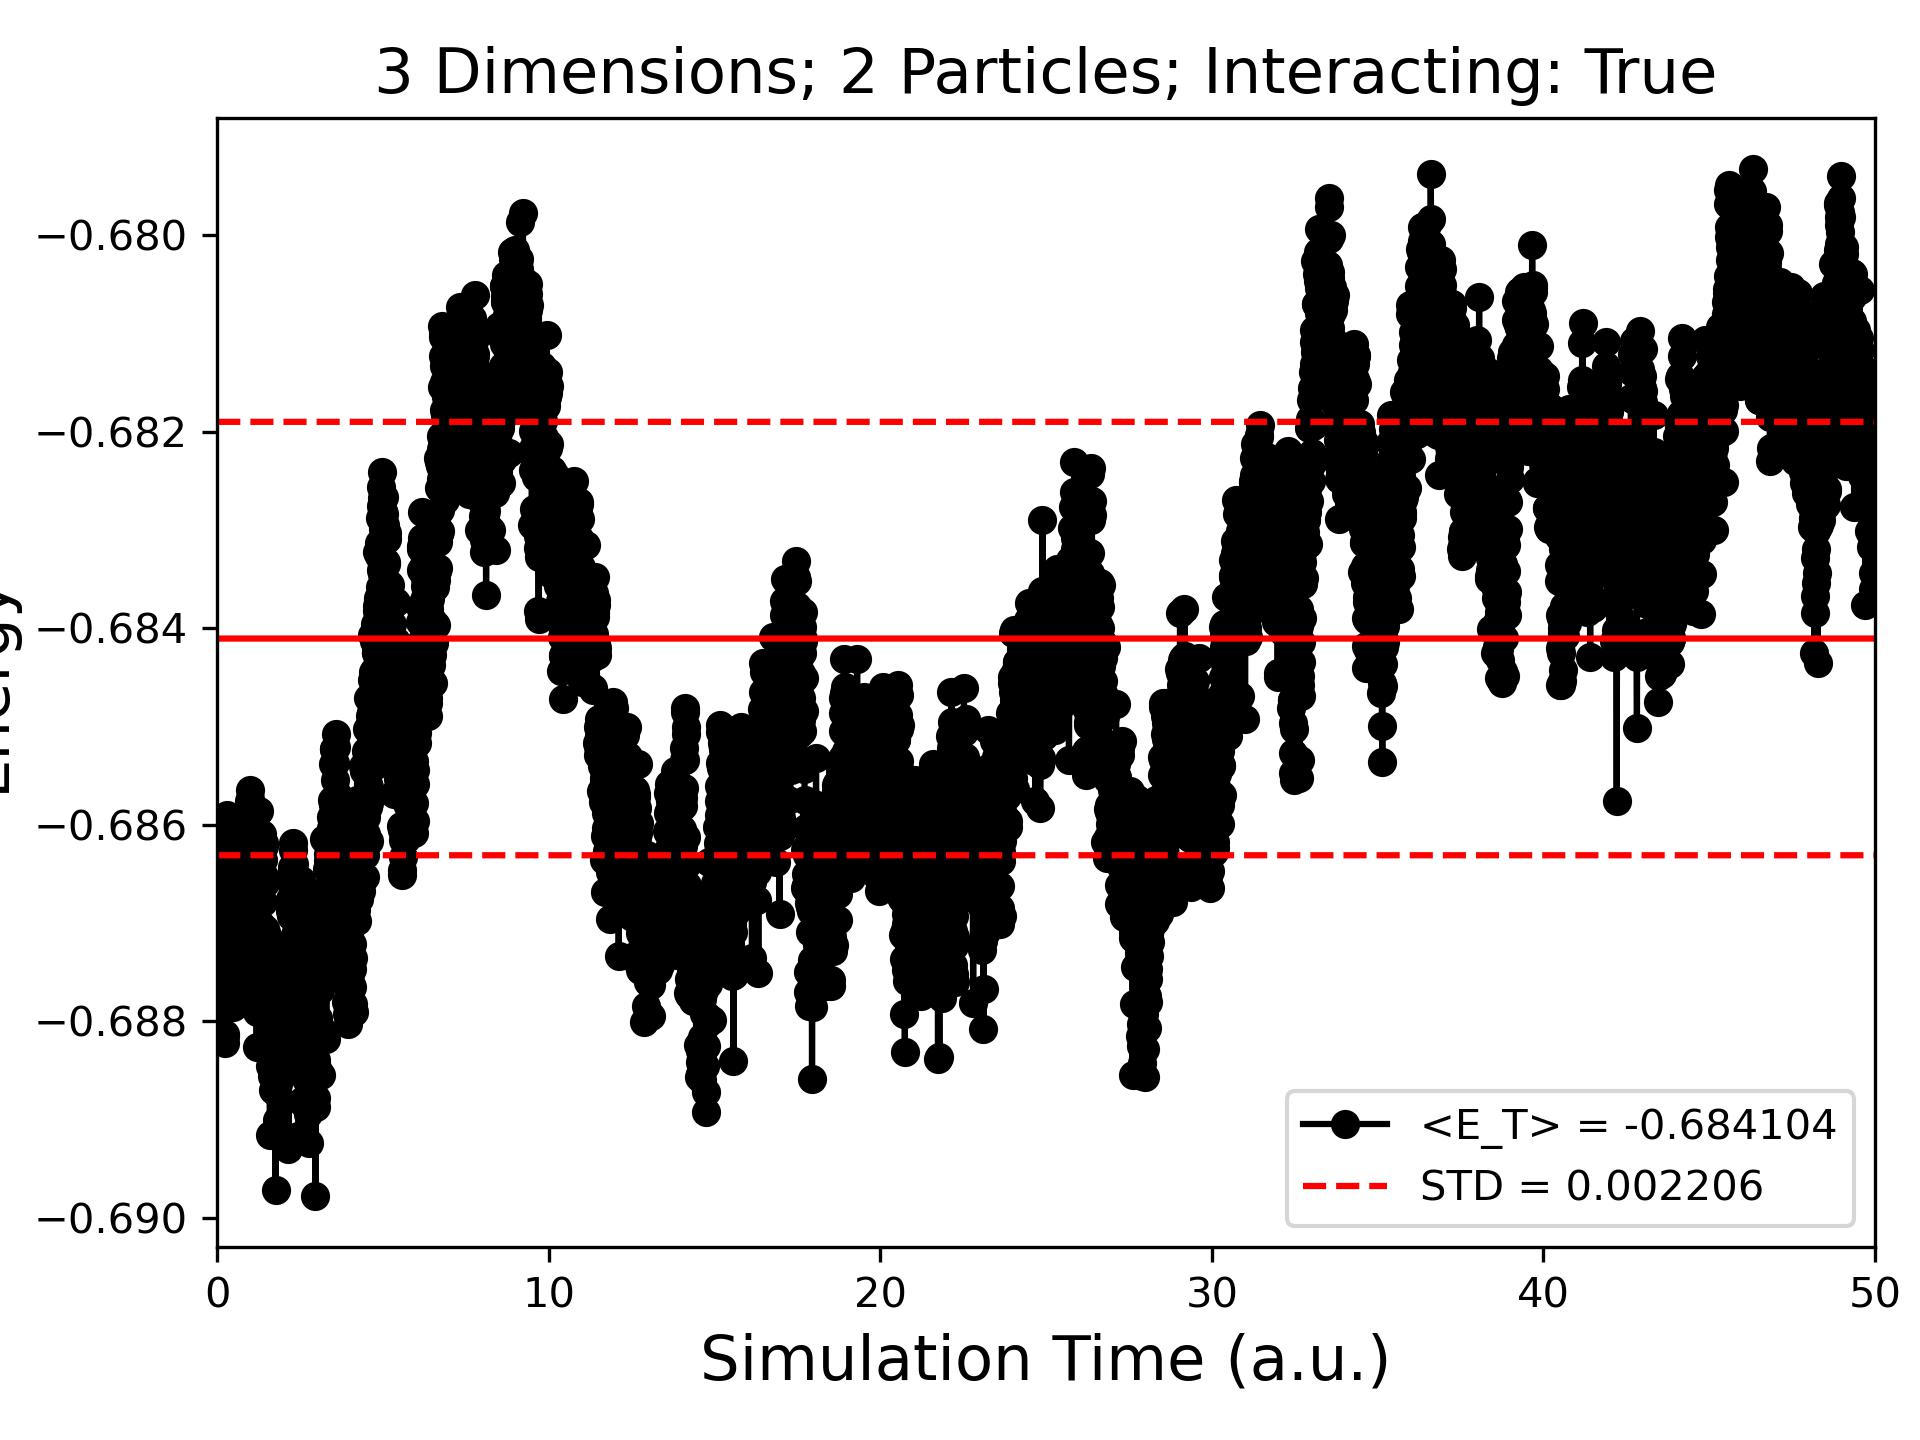 3 Dimensions; 2 Particles; Interacting: True
Energy
−0.680
−0.682
−0.684
−0.686
−0.688
−0.690
<E_T> = -0.684104
STD = 0.002206
0 10 20 30 40 50
Simulation Time (a.u.)